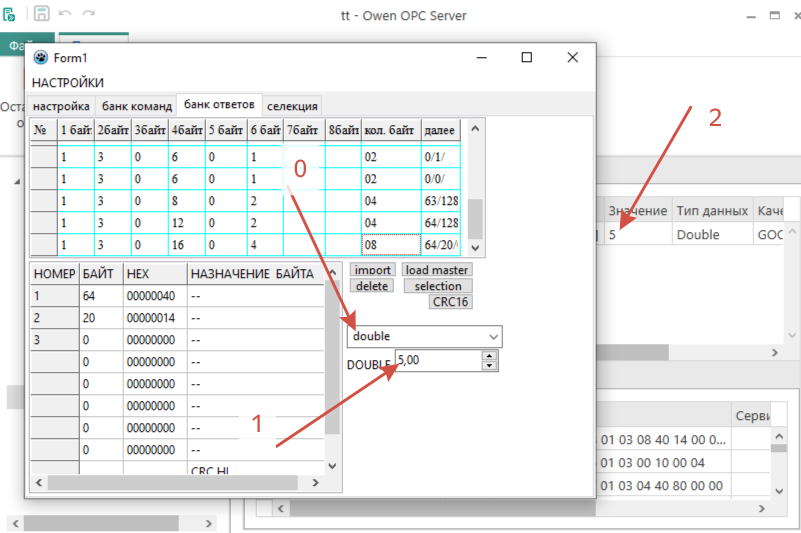 tt - Owen OPC Server
Form1
НАСТРОЙКИ
настройка банк команд банк ответов селекция
№ 1 байт 2байт 3байт 4байт 5 байт 6 байт 7байт 8байт кол. байт далее
1 3 0 6 0 1 02 0/1/
1 3 0 6 0 1 02 0/0/
1 3 0 8 0 2 04 63/128
1 3 0 12 0 2 04 64/128
1 3 0 16 0 4 08 64/20/
0
2
Значение Тип данных Каче
5 Double GOC
НОМЕР БАЙТ HEX НАЗНАЧЕНИЕ БАЙТА
1 64 00000040 --
2 20 00000014 --
3 0 00000000 --
0 00000000 --
0 00000000 --
0 00000000 --
0 00000000 --
0 00000000 --
CRC HI
import load master
delete selection
CRC16
double
DOUBLE 5,00
1
Серви
01 03 08 40 14 00 0...
01 03 00 10 00 04
01 03 04 40 80 00 00